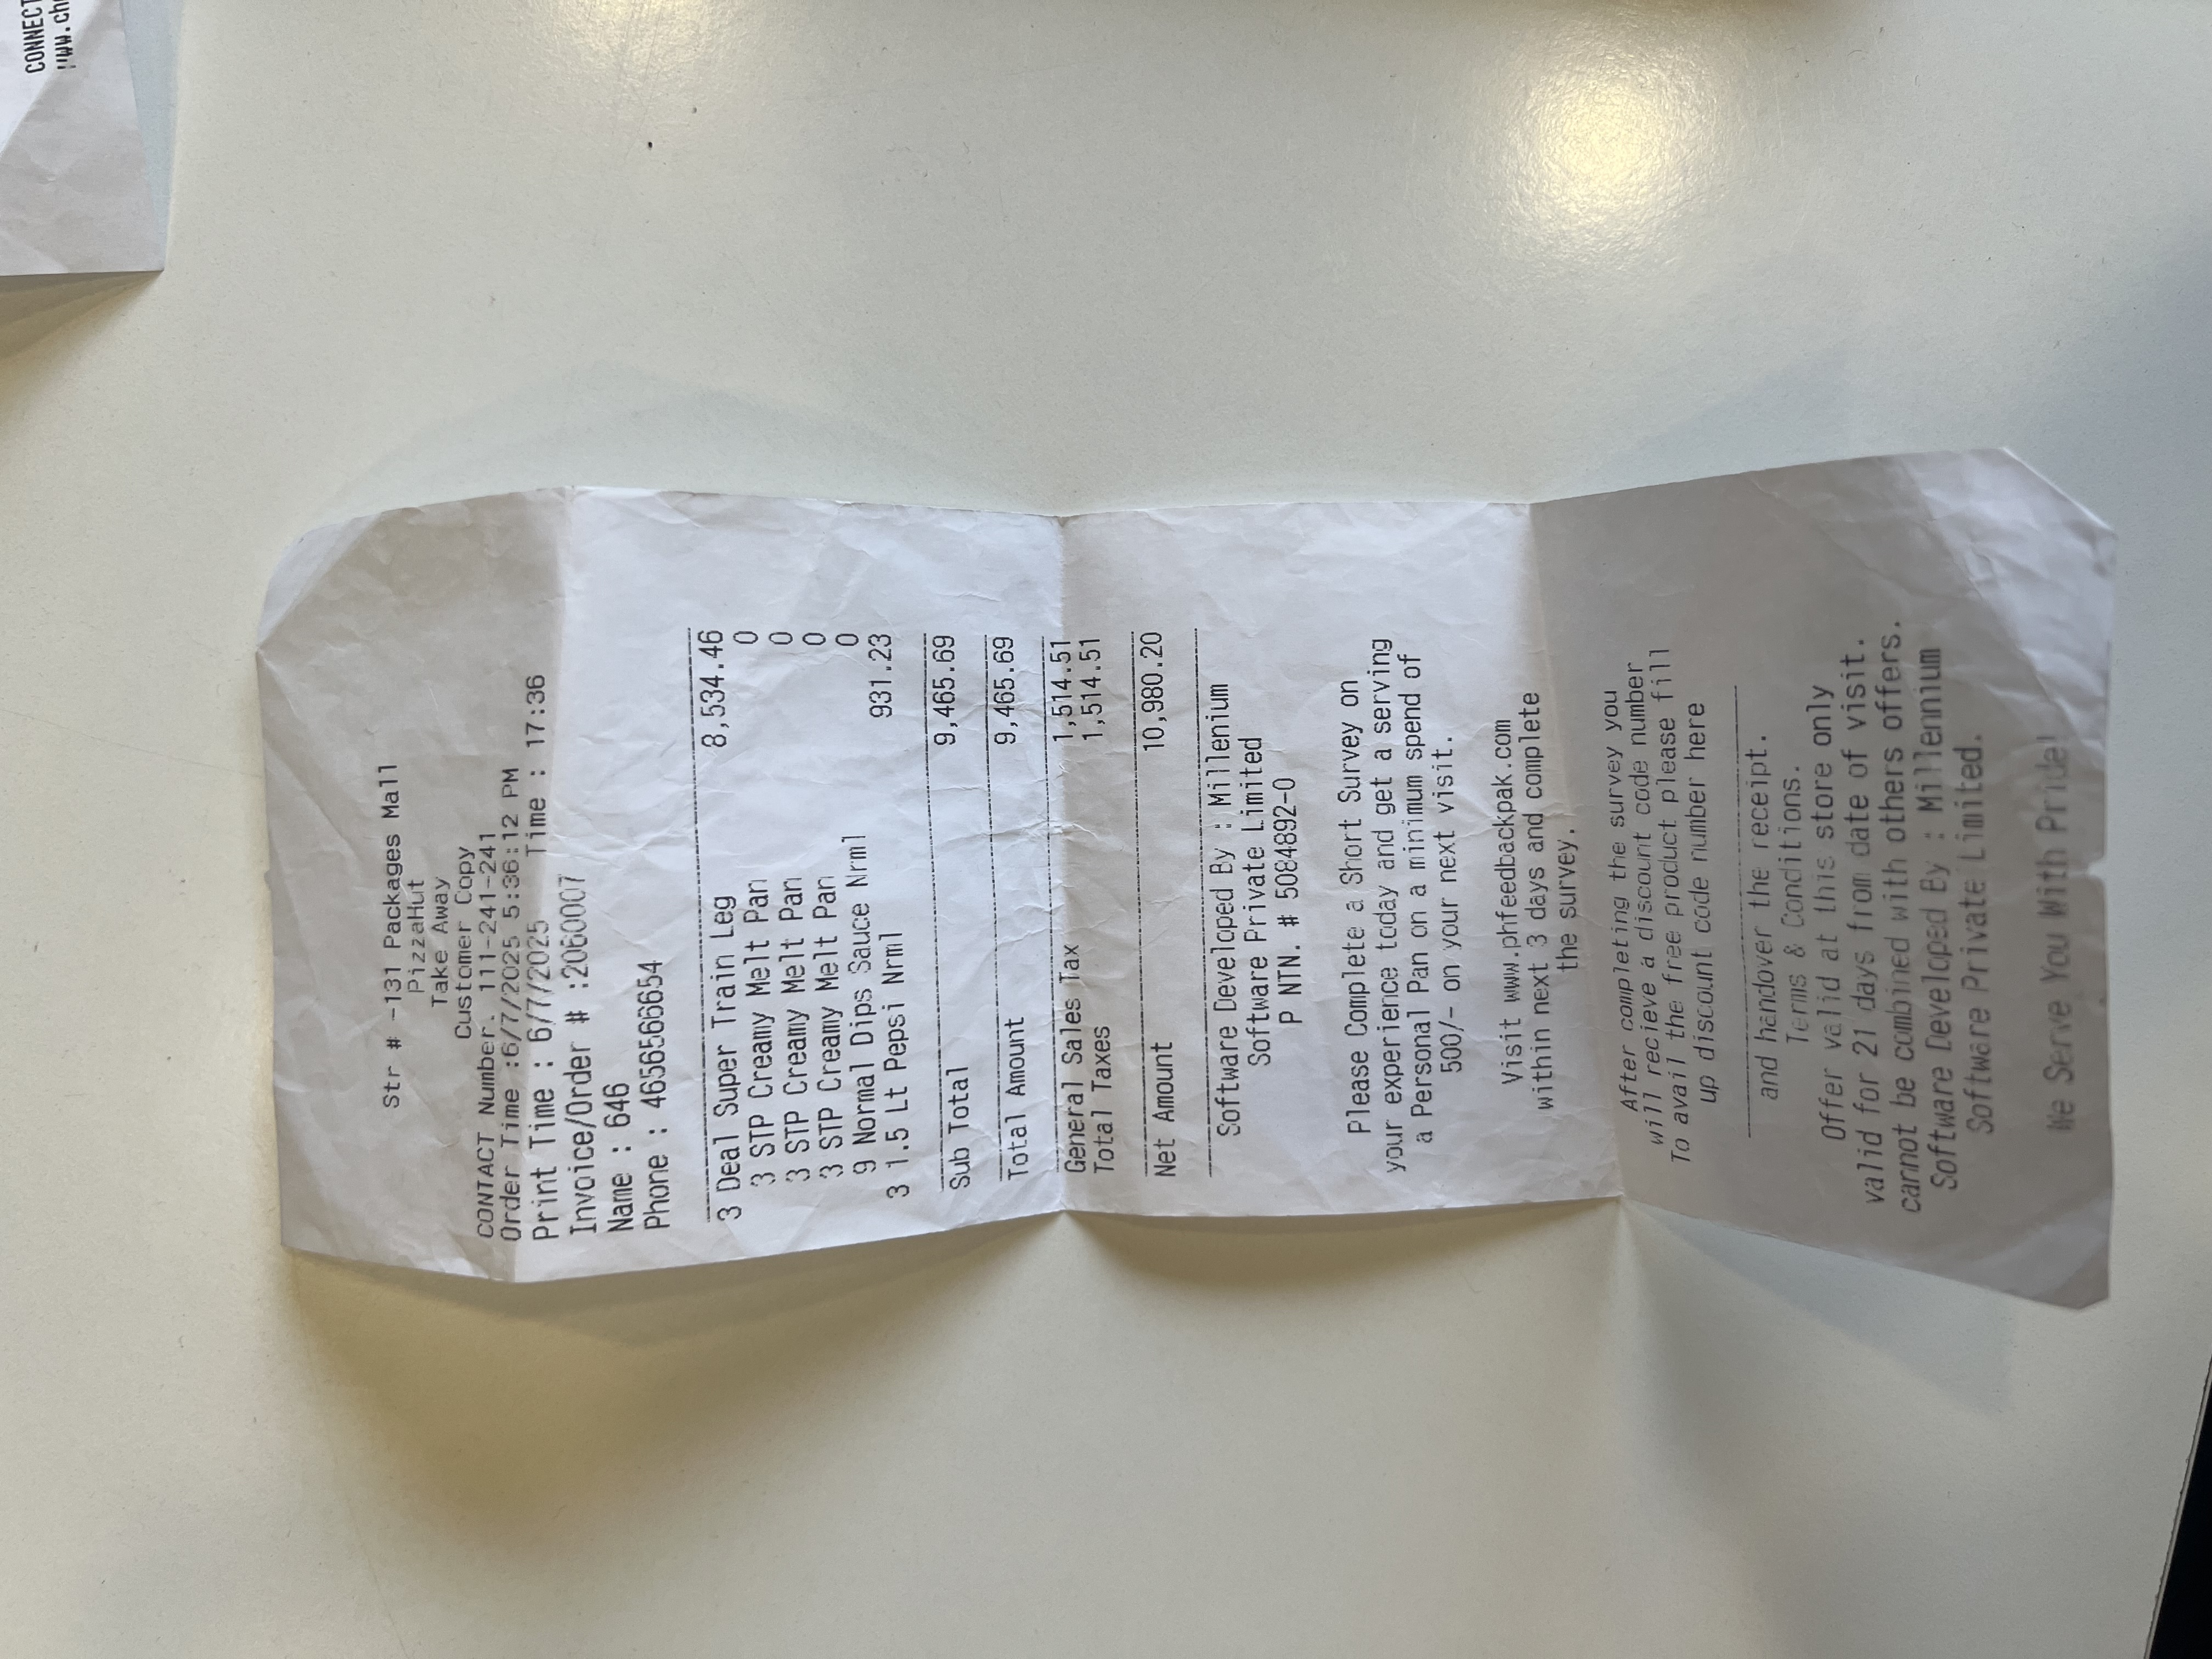 CONNECT
www.ch
Str # -131 Packages Mall
PizzaHut
Take Away
Customer Copy
CONTACT Number. 111-241-241
Order Time :6/7/2025 5:36:12 PM
Print Time : 6/7/2025 Time : 17:36
Invoice/Order # :2060007
Name : 646
Phone : 4656566654
3 Deal Super Train Leg 8,534.46
3 STP Creamy Melt Pan 0
3 STP Creamy Melt Pan 0
3 STP Creamy Melt Pan 0
9 Normal Dips Sauce Nrml 0
3 1.5 Lt Pepsi Nrml 931.23
Sub Total 9,465.69
Total Amount 9,465.69
General Sales Tax 1,514.51
Total Taxes 1,514.51
Net Amount 10,980.20
Software Developed By : Millenium
Software Private Limited
P NTN. # 5084892-0
Please Complete a Short Survey on
your experience today and get a serving
a Personal Pan on a minimum spend of
500/- on your next visit.
Visit www.phfeedbackpak.com
within next 3 days and complete
the survey.
After completing the survey you
will recieve a discount code number
To avail the free product please fill
up discount code number here
and handover the receipt.
Terms & Conditions.
Offer valid at this store only
valid for 21 days from date of visit.
cannot be combined with others offers.
Software Developed By : Millennium
Software Private Limited.
We Serve You With Pride!